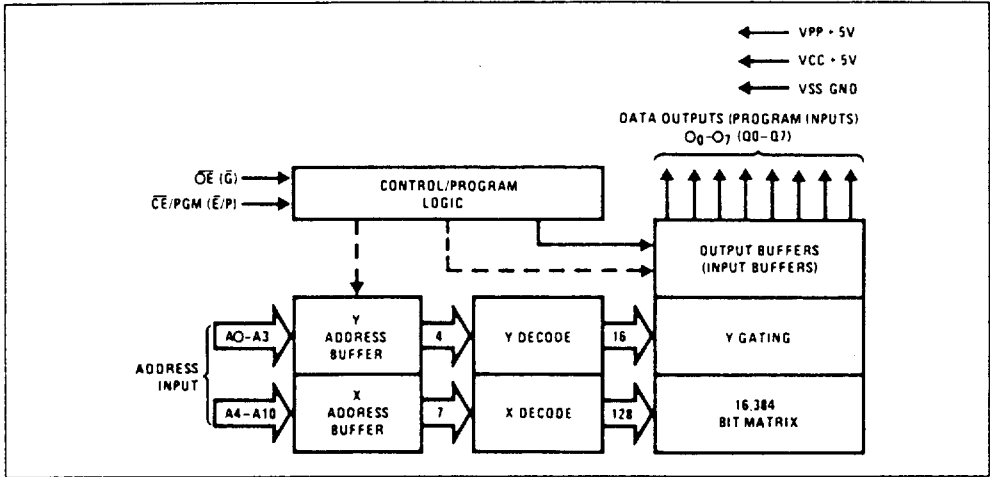 VPP + 5V
VCC + 5V
VSS GND
DATA OUTPUTS (PROGRAM INPUTS)
O0–O7 (Q0–Q7)
O̅E̅ (G̅)
C̅E̅/PGM (E̅/P)
CONTROL/PROGRAM
LOGIC
OUTPUT BUFFERS
(INPUT BUFFERS)
ADDRESS
INPUT
A0–A3
Y
ADDRESS
BUFFER
4
Y DECODE
16
Y GATING
A4–A10
X
ADDRESS
BUFFER
7
X DECODE
128
16,384
BIT MATRIX